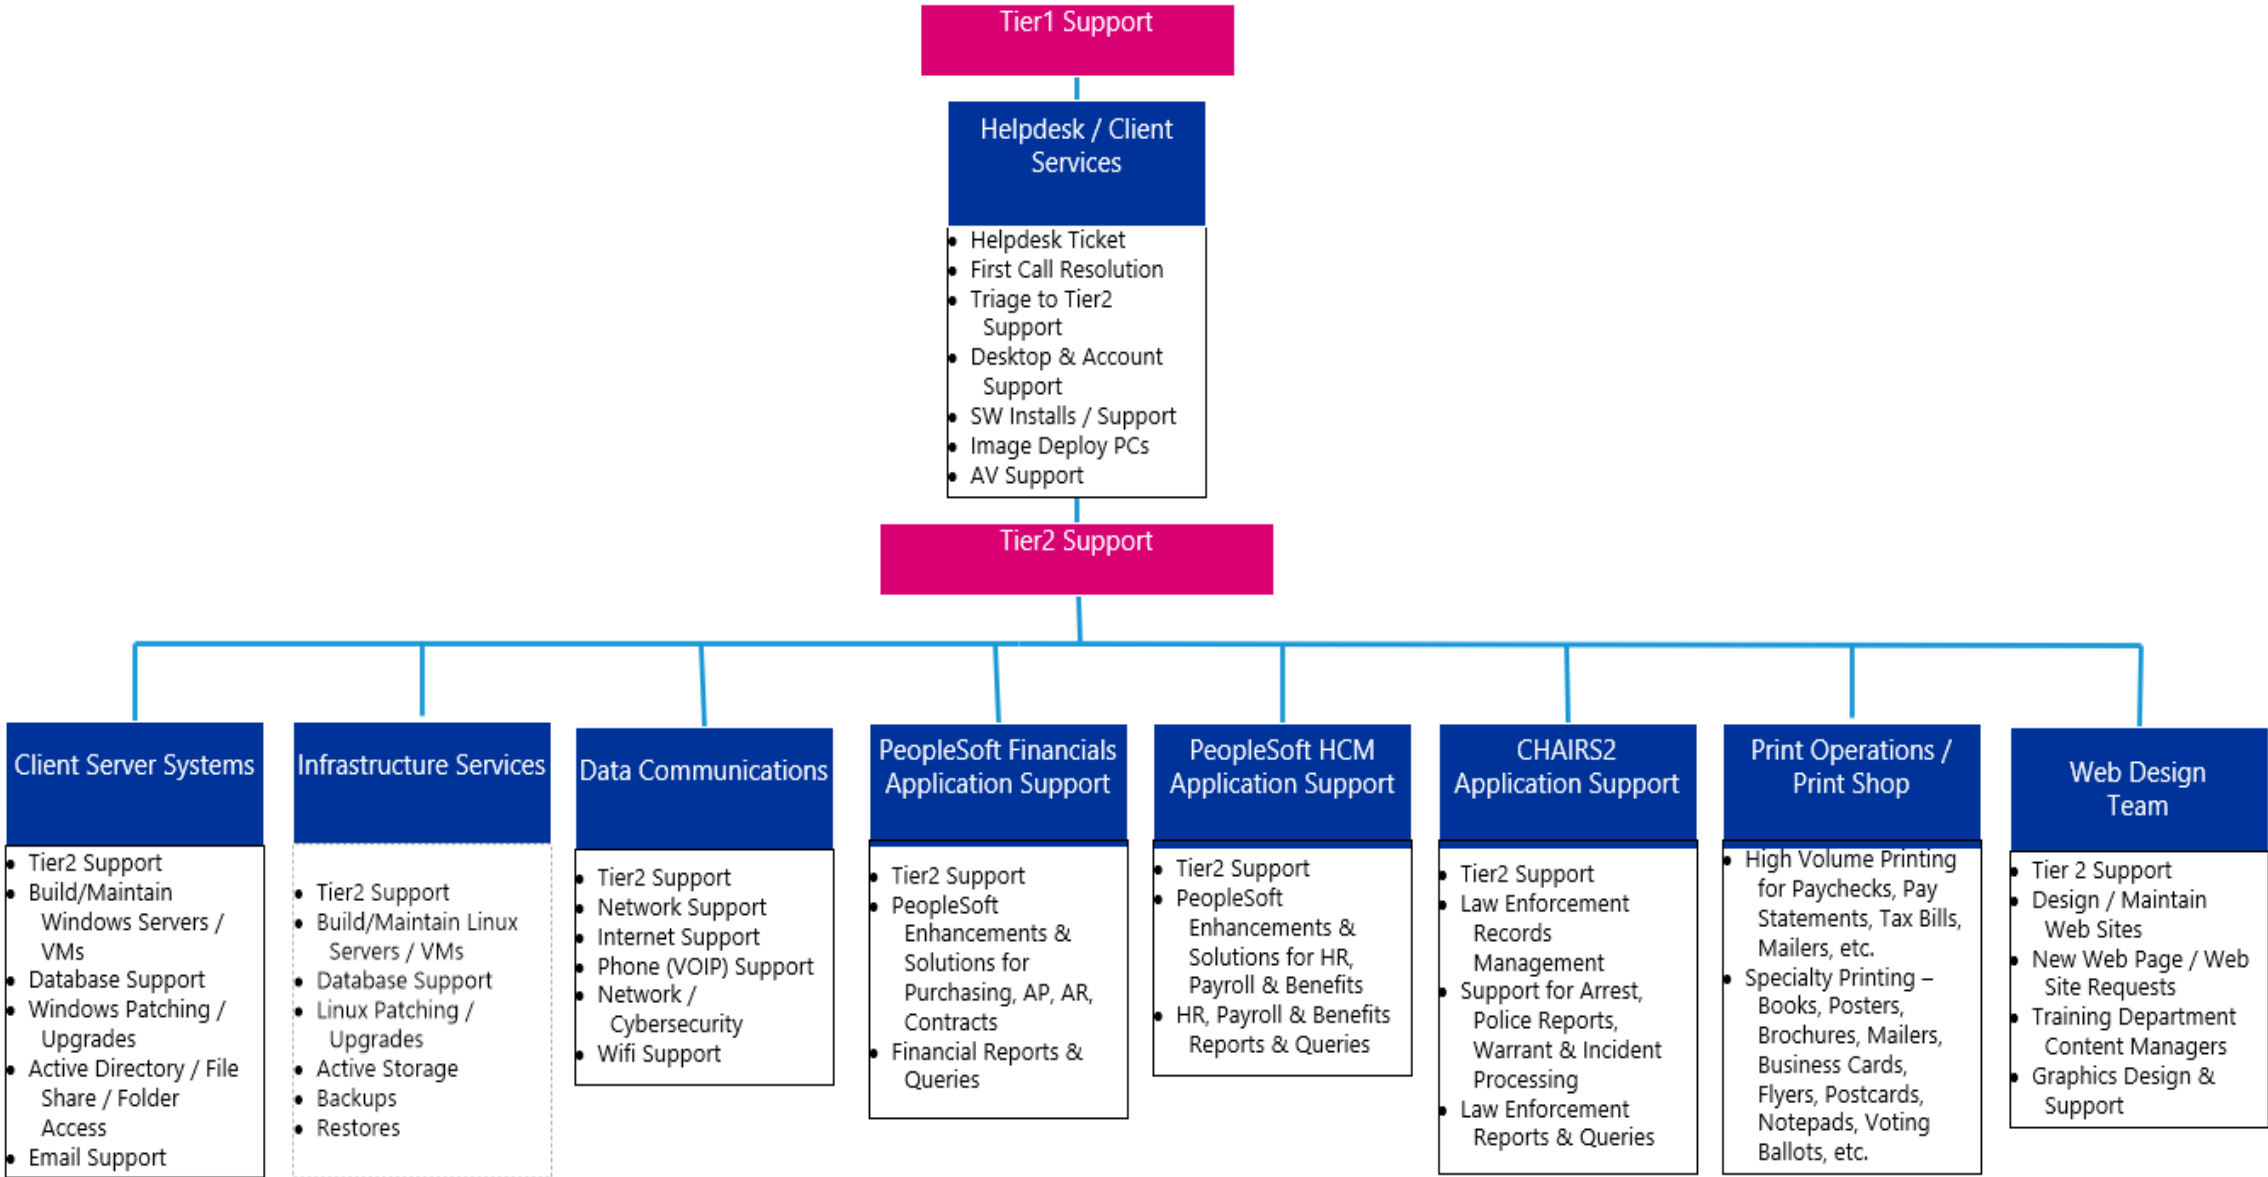 Tier1 Support
Helpdesk / Client
Services
• Helpdesk Ticket
• First Call Resolution
• Triage to Tier2
Support
• Desktop & Account
Support
• SW Installs / Support
• Image Deploy PCs
• AV Support
Tier2 Support
Client Server Systems
• Tier2 Support
• Build/Maintain
Windows Servers /
VMs
• Database Support
• Windows Patching /
Upgrades
• Active Directory / File
Share / Folder
Access
• Email Support
Infrastructure Services
• Tier2 Support
• Build/Maintain Linux
Servers / VMs
• Database Support
• Linux Patching /
Upgrades
• Active Storage
• Backups
• Restores
Data Communications
• Tier2 Support
• Network Support
• Internet Support
• Phone (VOIP) Support
• Network /
Cybersecurity
• Wifi Support
PeopleSoft Financials
Application Support
• Tier2 Support
• PeopleSoft
Enhancements &
Solutions for
Purchasing, AP, AR,
Contracts
• Financial Reports &
Queries
PeopleSoft HCM
Application Support
• Tier2 Support
• PeopleSoft
Enhancements &
Solutions for HR,
Payroll & Benefits
• HR, Payroll & Benefits
Reports & Queries
CHAIRS2
Application Support
• Tier2 Support
• Law Enforcement
Records
Management
• Support for Arrest,
Police Reports,
Warrant & Incident
Processing
• Law Enforcement
Reports & Queries
Print Operations /
Print Shop
• High Volume Printing
for Paychecks, Pay
Statements, Tax Bills,
Mailers, etc.
• Specialty Printing –
Books, Posters,
Brochures, Mailers,
Business Cards,
Flyers, Postcards,
Notepads, Voting
Ballots, etc.
Web Design
Team
• Tier 2 Support
• Design / Maintain
Web Sites
• New Web Page / Web
Site Requests
• Training Department
Content Managers
• Graphics Design &
Support